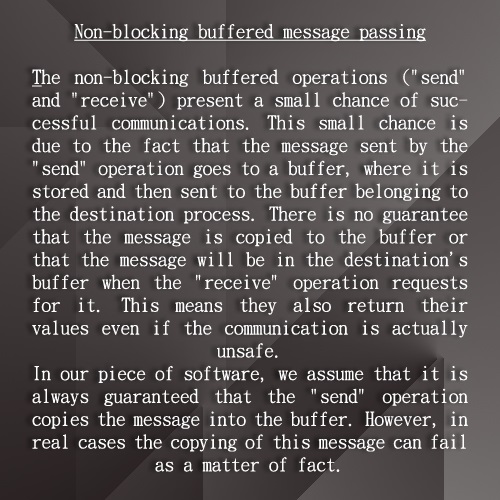 Non-blocking buffered message passing
The non-blocking buffered operations ("send"
and "receive") present a small chance of suc-
cessful communications. This small chance is
due to the fact that the message sent by the
"send" operation goes to a buffer, where it is
stored and then sent to the buffer belonging to
the destination process. There is no guarantee
that the message is copied to the buffer or
that the message will be in the destination's
buffer when the "receive" operation requests
for it. This means they also return their
values even if the communication is actually
unsafe.
In our piece of software, we assume that it is
always guaranteed that the "send" operation
copies the message into the buffer. However, in
real cases the copying of this message can fail
as a matter of fact.